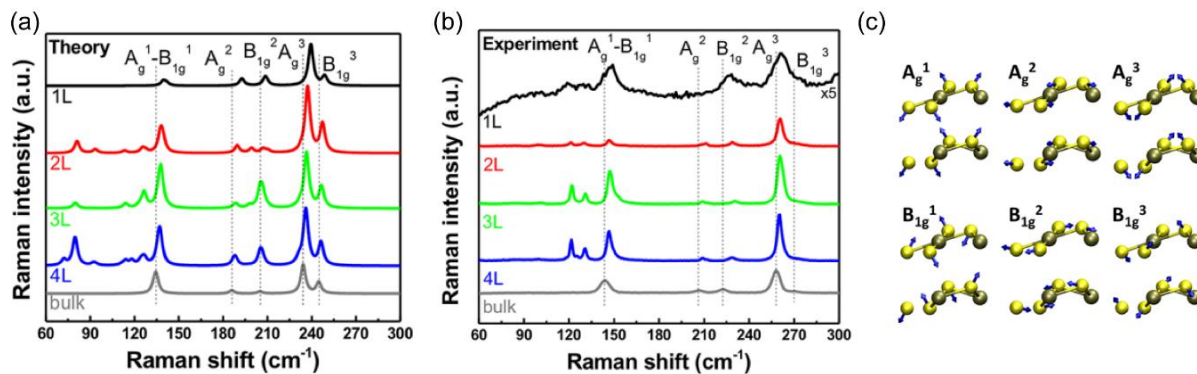 (a)
Theory
A_g^1-B_1g^1
A_g^2
B_1g^2
A_g^3
B_1g^3
1L
2L
3L
4L
bulk
Raman intensity (a.u.)
60 90 120 150 180 210 240 270 300
Raman shift (cm⁻¹)
(b)
Experiment
A_g^1-B_1g^1
A_g^2
B_1g^2
A_g^3
B_1g^3
x5
1L
2L
3L
4L
bulk
Raman intensity (a.u.)
60 90 120 150 180 210 240 270 300
Raman shift (cm⁻¹)
(c)
A_g^1 A_g^2 A_g^3
B_1g^1 B_1g^2 B_1g^3